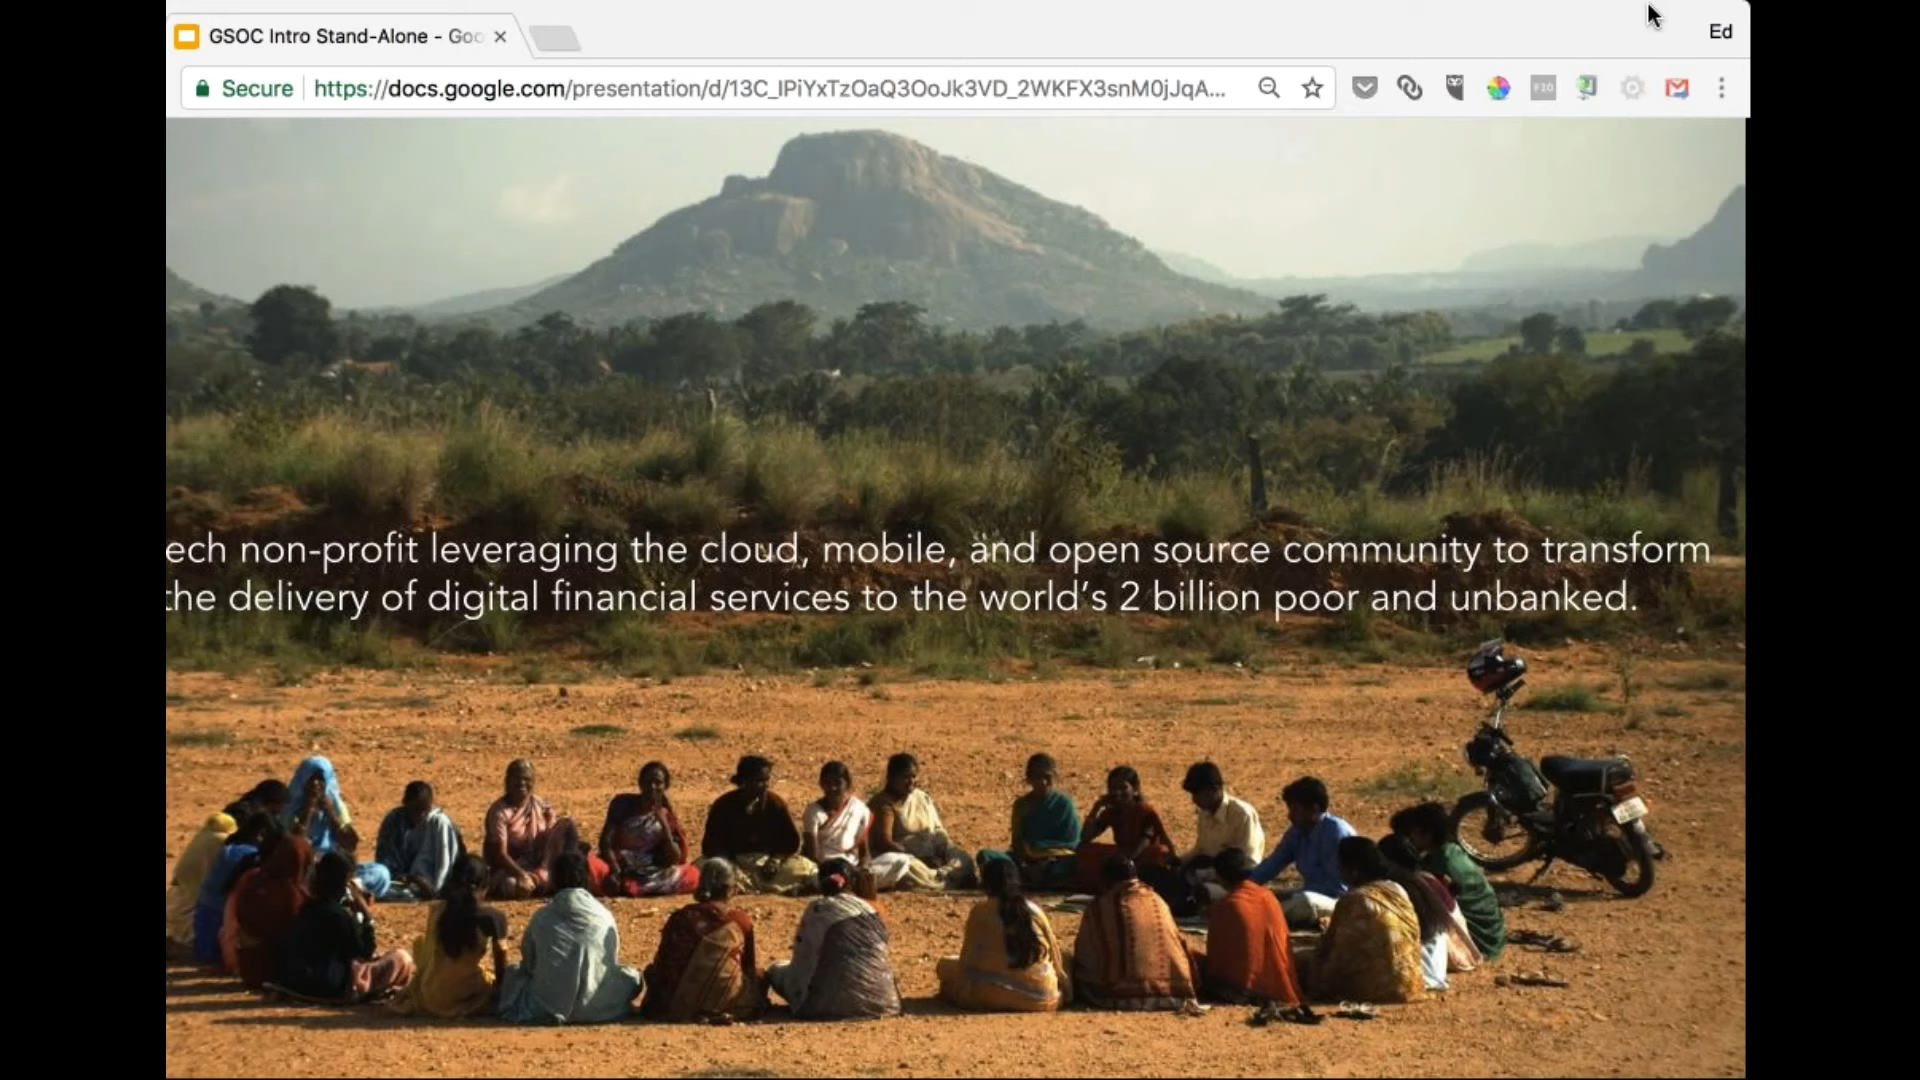 GSOC Intro Stand-Alone - Goo
Ed
Secure
https://docs.google.com/presentation/d/13C_IPiYxTzOaQ3OoJk3VD_2WKFX3snM0jJqA...
ech non-profit leveraging the cloud, mobile, and open source community to transform
the delivery of digital financial services to the world’s 2 billion poor and unbanked.